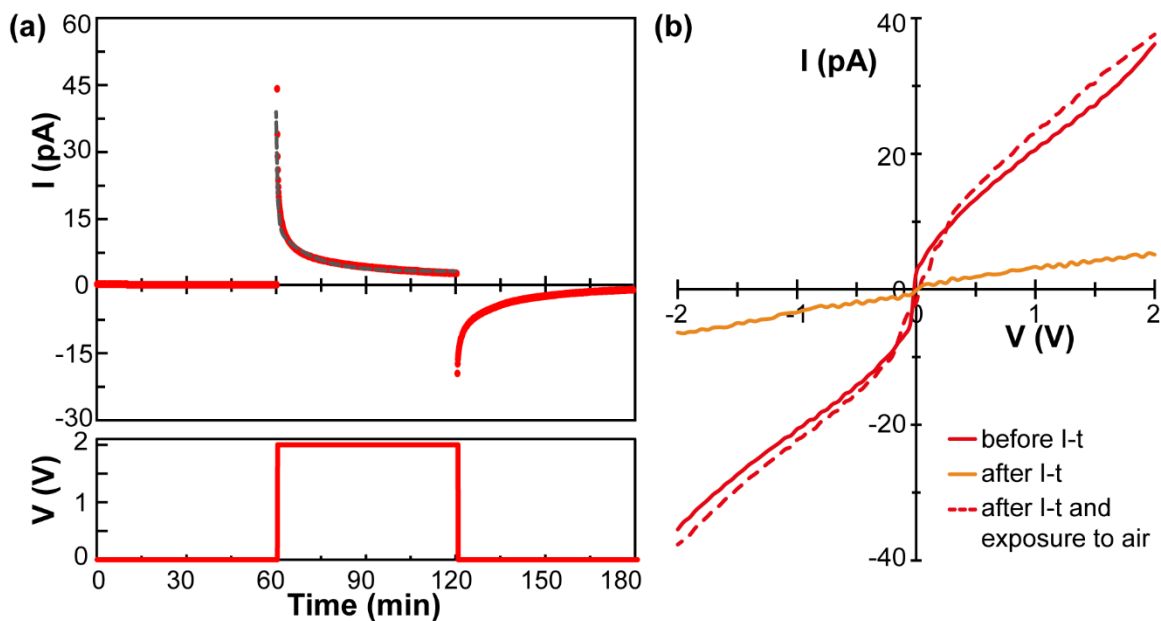 (a)
60
45
30
15
0
-15
-30
I (pA)
2
1
0
V (V)
0 30 60 90 120 150 180
Time (min)
(b)
I (pA)
40
20
0
-20
-40
-2 -1 0 1 2
V (V)
before I-t
after I-t
after I-t and
exposure to air